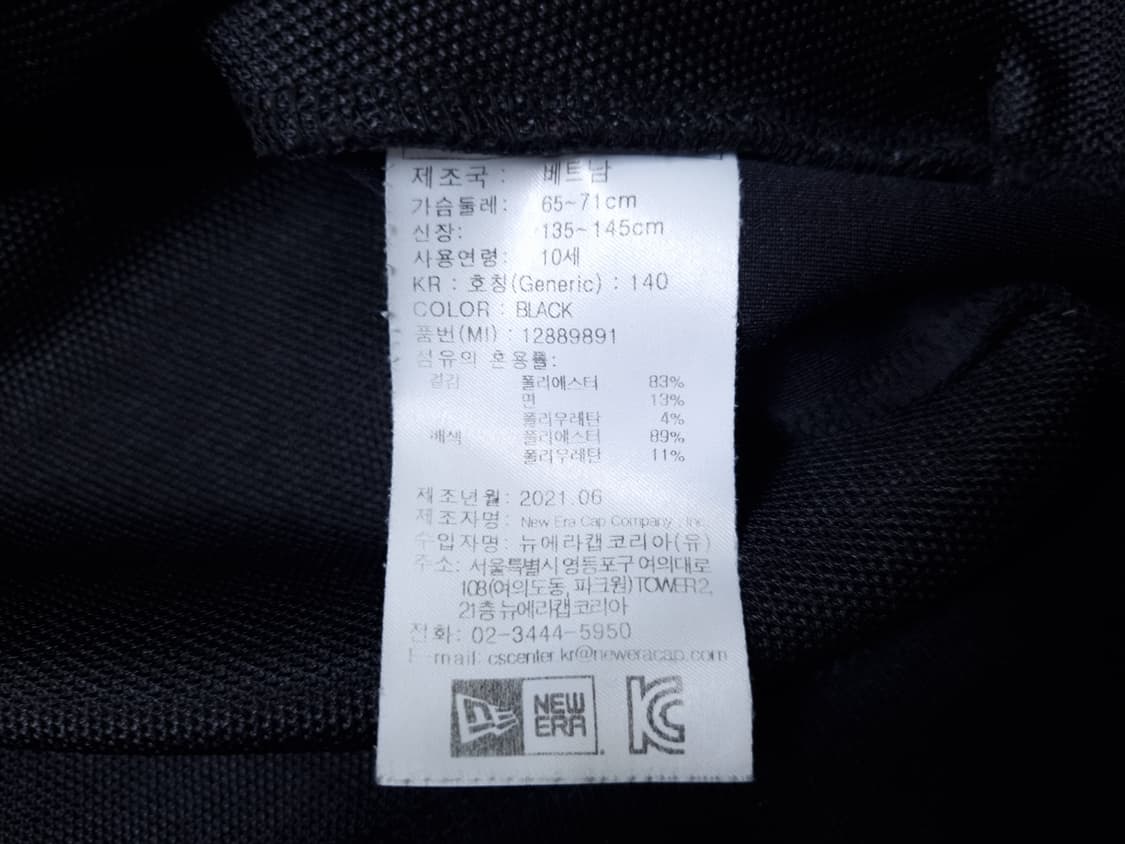 제조국 : 베트남
가슴둘레: 65~71cm
신장: 135~145cm
사용연령: 10세
KR : 호칭(Generic) : 140
COLOR : BLACK
품번(MI) : 12889891
섬유의 혼용률:
겉감 폴리에스터 83%
면 13%
폴리우레탄 4%
배색 폴리에스터 89%
폴리우레탄 11%
제조년월: 2021.06
제조자명: New Era Cap Company, Inc.
수입자명: 뉴에라캡코리아(유)
주소: 서울특별시 영등포구 여의대로
108(여의도동, 파크원) TOWER 2,
21층 뉴에라캡코리아
전화: 02-3444-5950
E-mail: cscenter.kr@neweracap.com
NEW
ERA